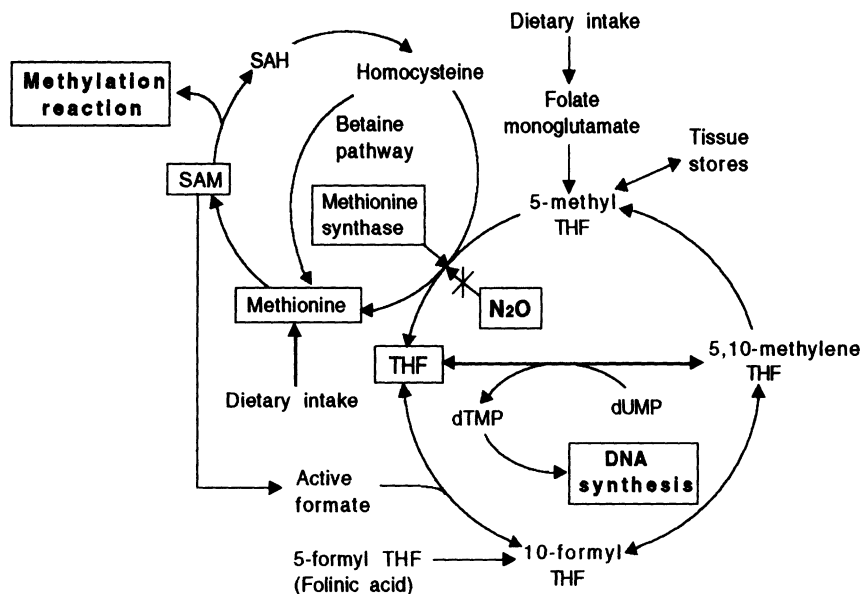 Dietary intake
SAH
Homocysteine
Methylation
reaction
Folate
monoglutamate
Betaine
pathway
Tissue
stores
SAM
Methionine
synthase
5-methyl
THF
Methionine
N₂O
THF
5,10-methylene
THF
Dietary intake
dTMP
dUMP
DNA
synthesis
Active
formate
5-formyl THF
(Folinic acid)
10-formyl
THF